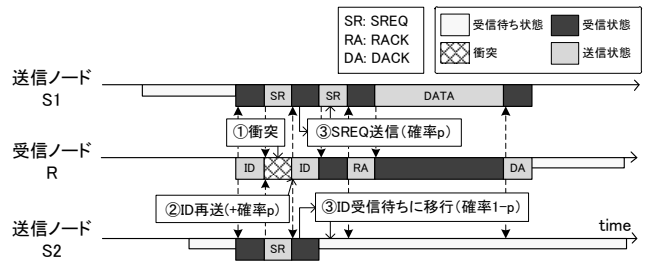 SR: SREQ
RA: RACK
DA: DACK
受信待ち状態
受信状態
衝突
送信状態
送信ノード
S1
SR
SR
DATA
①衝突
③SREQ送信(確率p)
受信ノード
R
ID
ID
RA
DA
②ID再送(+確率p)
③ID受信待ちに移行(確率1-p)
time
送信ノード
S2
SR